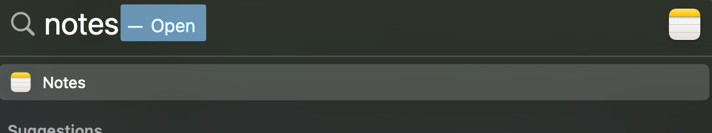 notes — Open
Notes
Suggestions